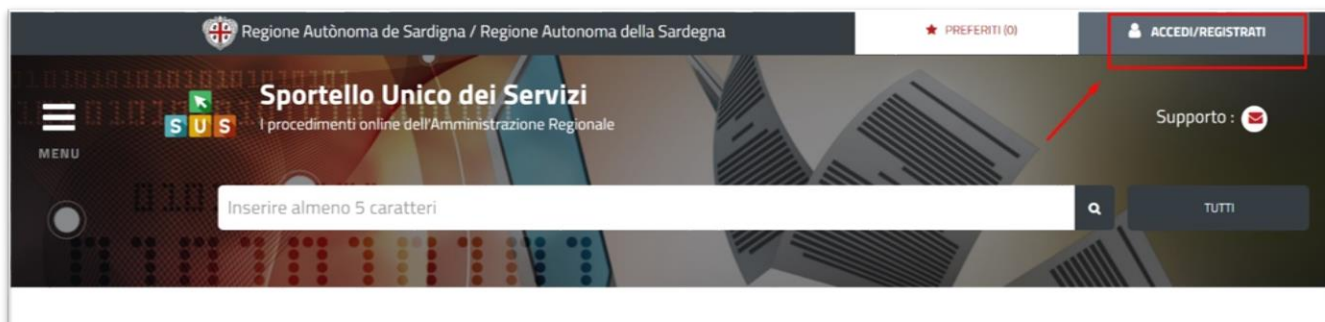 Regione Autònoma de Sardigna / Regione Autonoma della Sardegna
PREFERITI (0)
ACCEDI/REGISTRATI
Sportello Unico dei Servizi
I procedimenti online dell'Amministrazione Regionale
SUS
MENU
Supporto :
Inserire almeno 5 caratteri
TUTTI